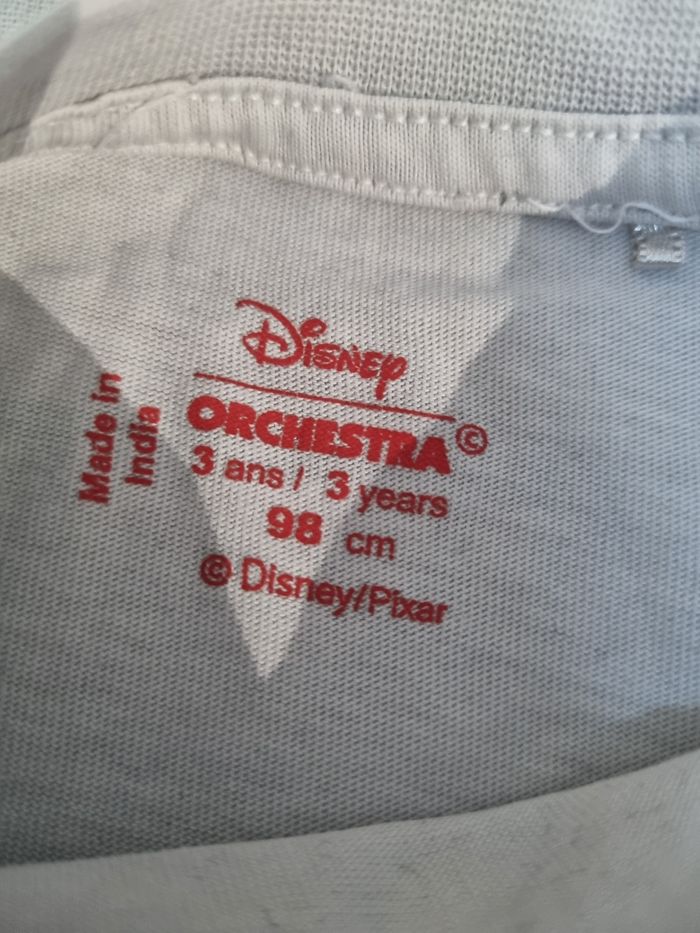 Disney
ORCHESTRA©
3 ans / 3 years
98 cm
© Disney/Pixar
Made in
India